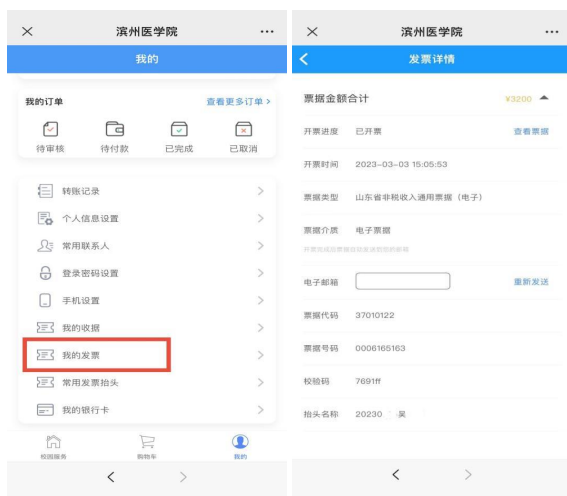 滨州医学院
我的
我的订单
查看更多订单 >
待审核
待付款
已完成
已取消
转账记录
个人信息设置
常用联系人
登录密码设置
手机设置
我的收据
我的发票
常用发票抬头
我的银行卡
校园服务
购物车
我的
滨州医学院
发票详情
票据金额合计 ¥3200
开票进度 已开票 查看票据
开票时间 2023-03-03 15:05:53
票据类型 山东省非税收入通用票据（电子）
票据介质 电子票据
电子邮箱 重新发送
票据代码 37010122
票据号码 0006165163
校验码 7691ff
抬头名称 20230 吴